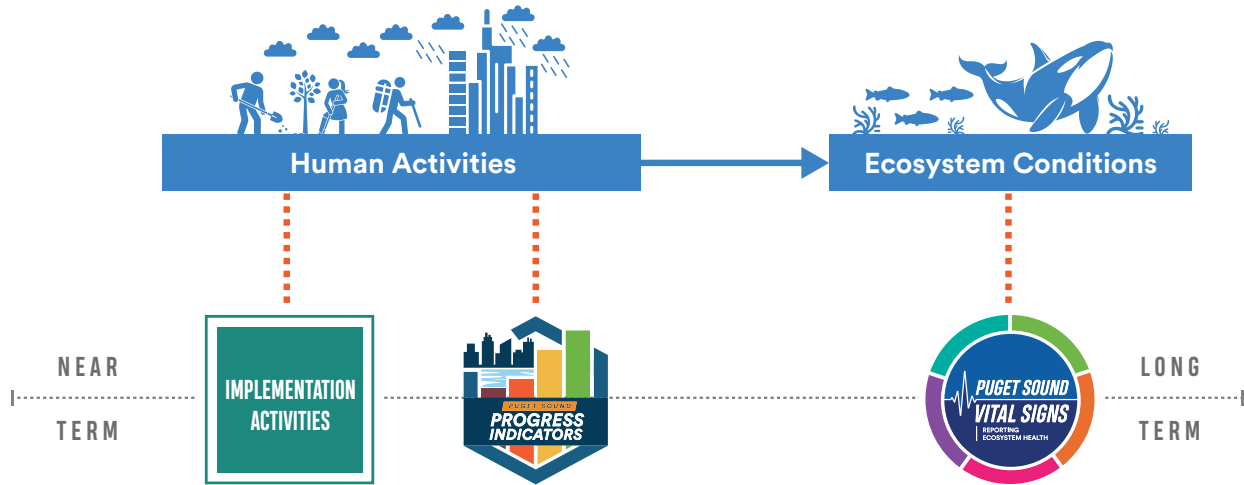 Human Activities
Ecosystem Conditions
NEAR
TERM
IMPLEMENTATION
ACTIVITIES
PUGET SOUND
PROGRESS
INDICATORS
PUGET SOUND
VITAL SIGNS
REPORTING
ECOSYSTEM HEALTH
LONG
TERM